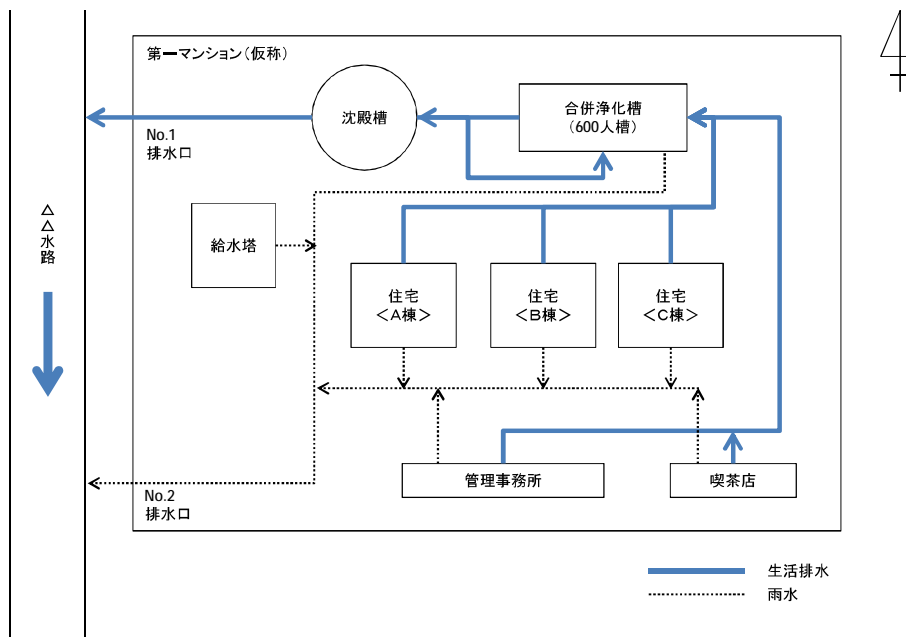 第一マンション(仮称)
沈殿槽
合併浄化槽
(600人槽)
No.1
排水口
△△水路
給水塔
住宅
<A棟>
住宅
<B棟>
住宅
<C棟>
管理事務所
喫茶店
No.2
排水口
生活排水
雨水